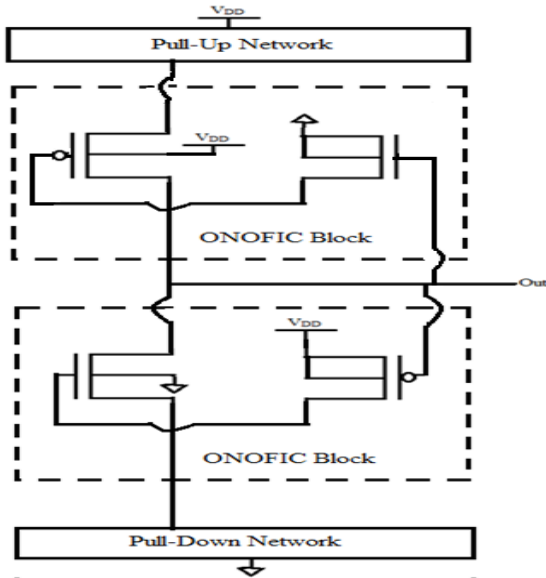 VDD
Pull-Up Network
VDD
ONOFIC Block
Out
VDD
ONOFIC Block
Pull-Down Network